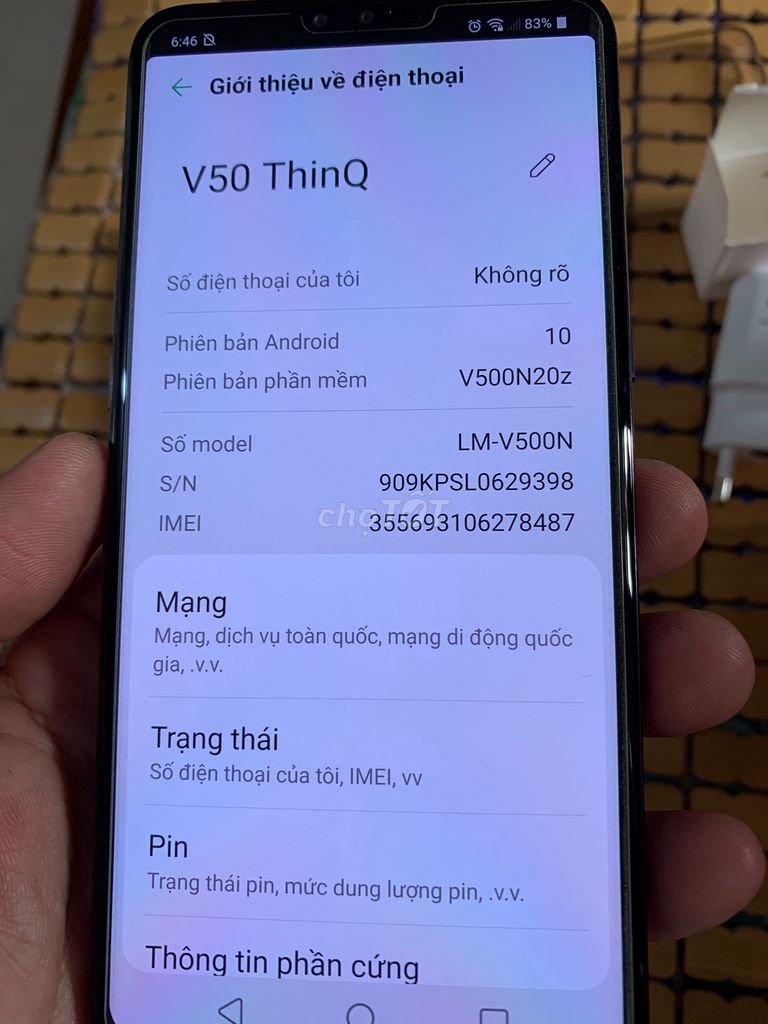 6:46
83%
Giới thiệu về điện thoại
V50 ThinQ
Số điện thoại của tôi Không rõ
Phiên bản Android 10
Phiên bản phần mềm V500N20z
Số model LM-V500N
S/N 909KPSL0629398
IMEI 355693106278487
chợTỐT
Mạng
Mạng, dịch vụ toàn quốc, mạng di động quốc
gia, .v.v.
Trạng thái
Số điện thoại của tôi, IMEI, vv
Pin
Trạng thái pin, mức dung lượng pin, .v.v.
Thông tin phần cứng